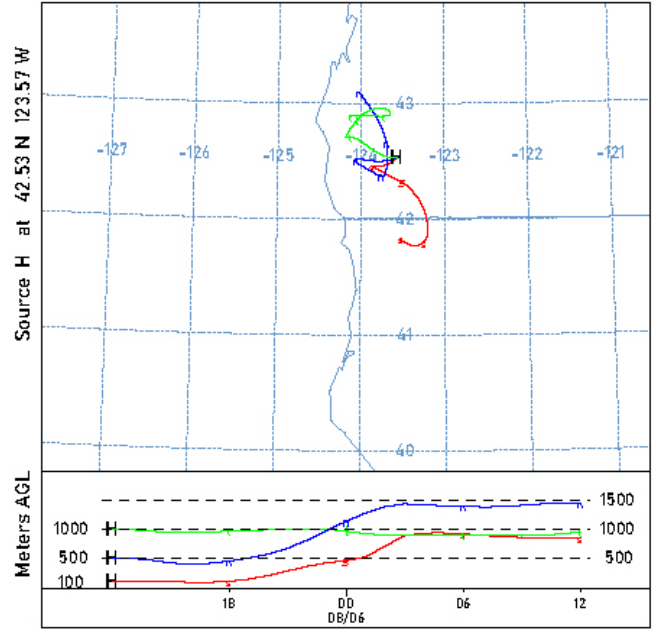 Source H at 42.53 N 123.57 W
43
-127 -126 -125 -124 H -123 -122 -121
42
41
40
Meters AGL
1500
1000 H 1000
500 H 500
100 H
18 00 06 12
08/06